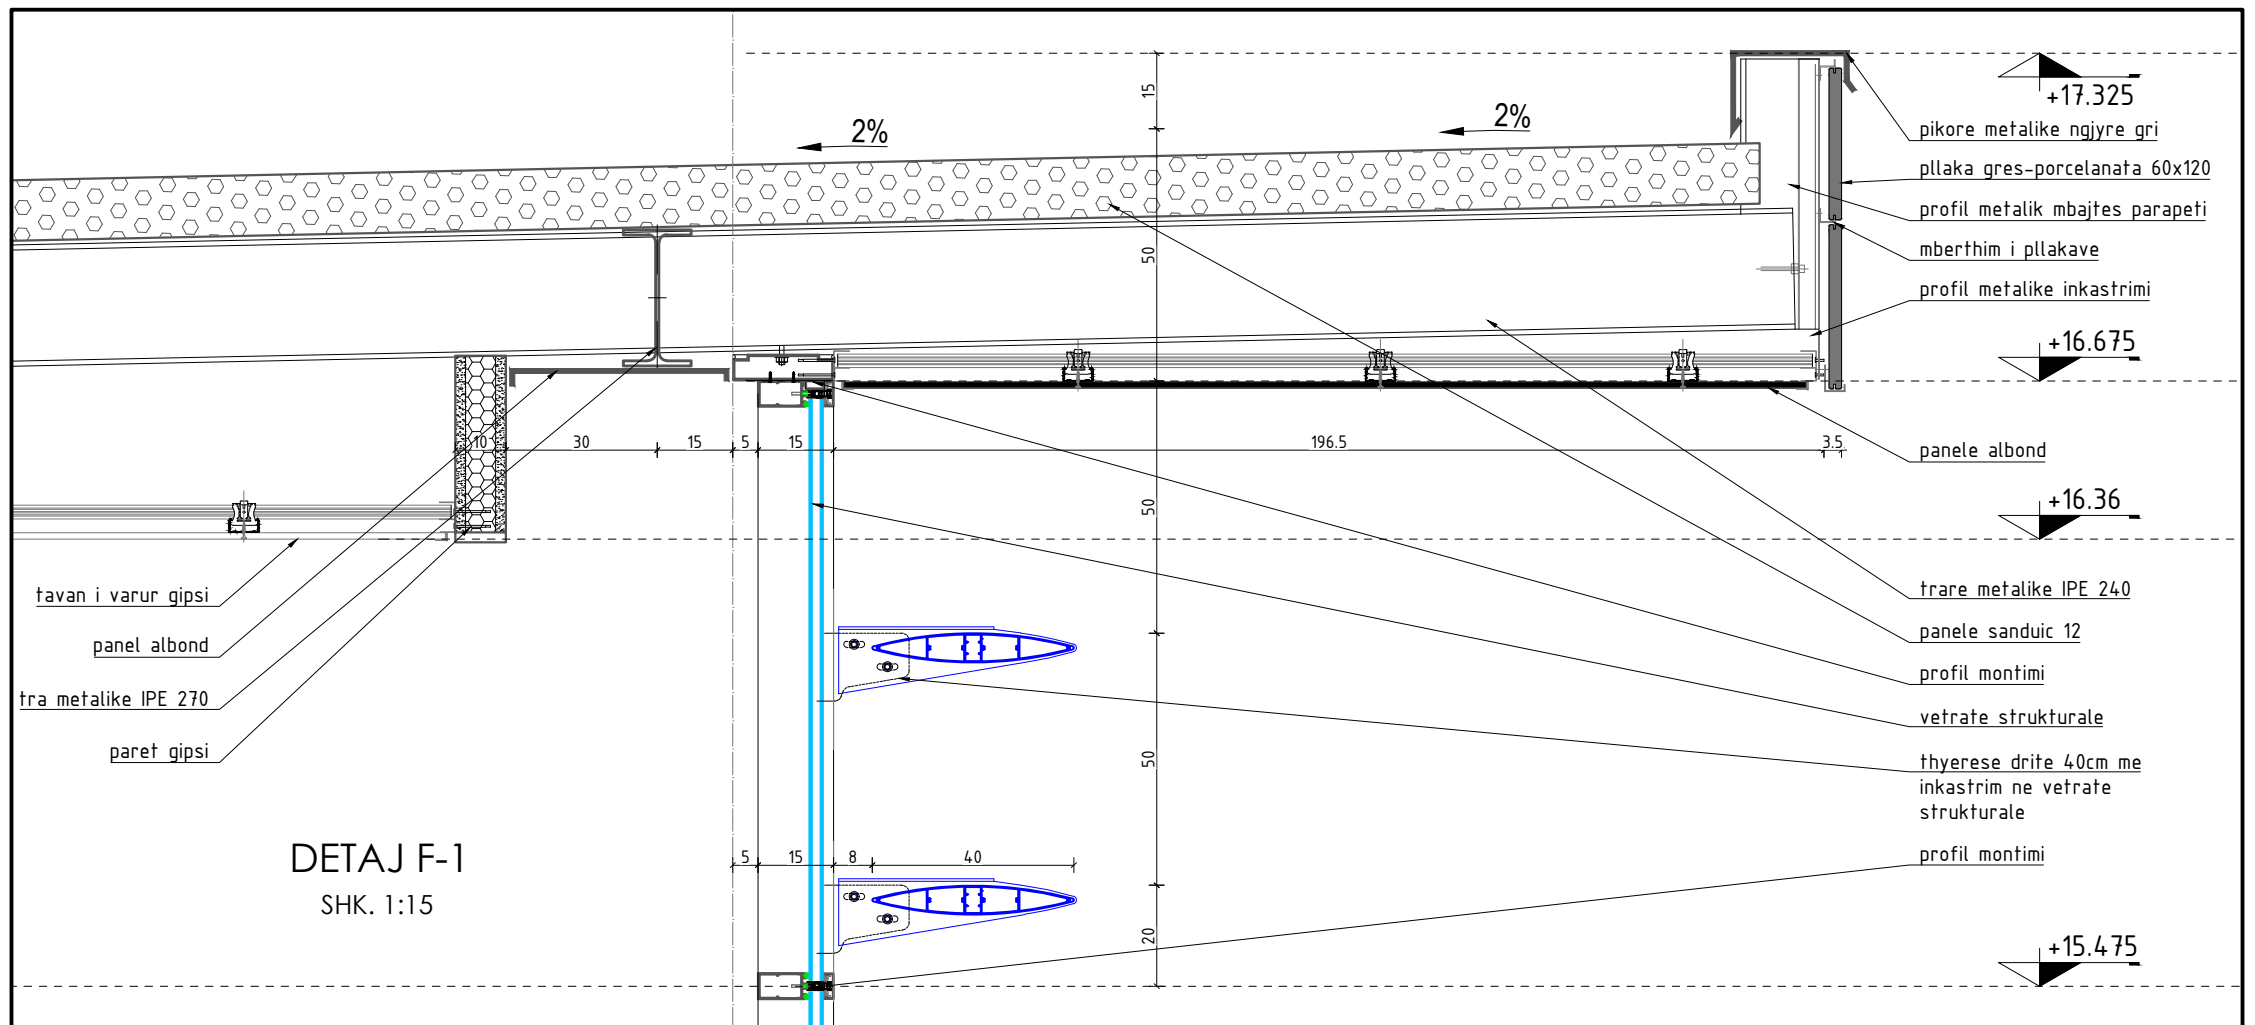 +17.325
15
2%
2%
pikore metalike ngjyre gri
pllaka gres-porcelanata 60x120
profil metalik mbajtes parapeti
mberthim i pllakave
50
profil metalike inkastrimi
+16.675
10
30
15
5
15
196.5
3.5
panele albond
+16.36
50
tavan i varur gipsi
trare metalike IPE 240
panel albond
panele sanduic 12
profil montimi
tra metalike IPE 270
vetrate strukturale
paret gipsi
50
thyerese drite 40cm me
inkastrim ne vetrate
strukturale
DETAJ F-1
SHK. 1:15
5
15
8
40
profil montimi
20
+15.475